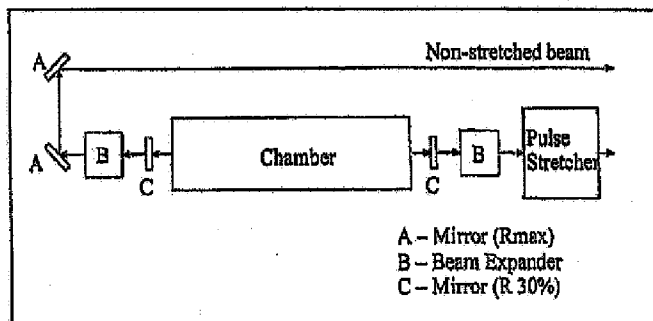 A
Non-stretched beam
A
B
C
Chamber
C
B
Pulse
Stretcher
A – Mirror (Rmax)
B – Beam Expander
C – Mirror (R 30%)